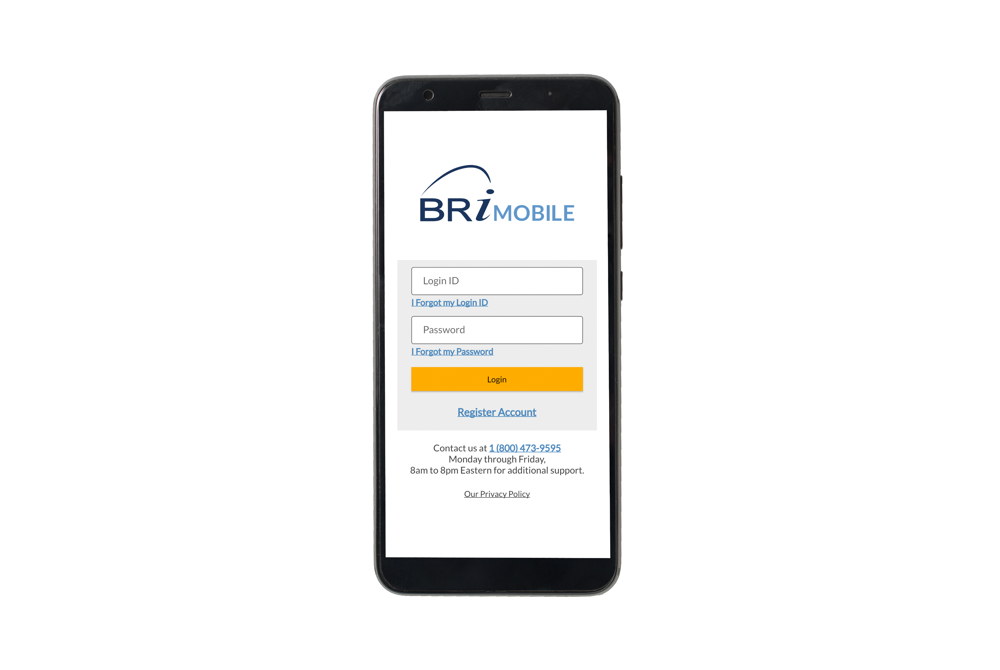 BRiMOBILE
Login ID
I Forgot my Login ID
Password
I Forgot my Password
Login
Register Account
Contact us at 1 (800) 473-9595
Monday through Friday,
8am to 8pm Eastern for additional support.
Our Privacy Policy